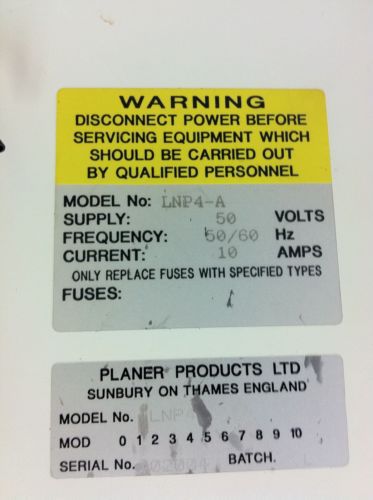 WARNING
DISCONNECT POWER BEFORE
SERVICING EQUIPMENT WHICH
SHOULD BE CARRIED OUT
BY QUALIFIED PERSONNEL
MODEL No: LNP4-A
SUPPLY: 50 VOLTS
FREQUENCY: 50/60 Hz
CURRENT: 10 AMPS
ONLY REPLACE FUSES WITH SPECIFIED TYPES
FUSES:
PLANER PRODUCTS LTD
SUNBURY ON THAMES ENGLAND
MODEL No. LNP4
MOD 0 1 2 3 4 5 6 7 8 9 10
SERIAL No. BATCH.